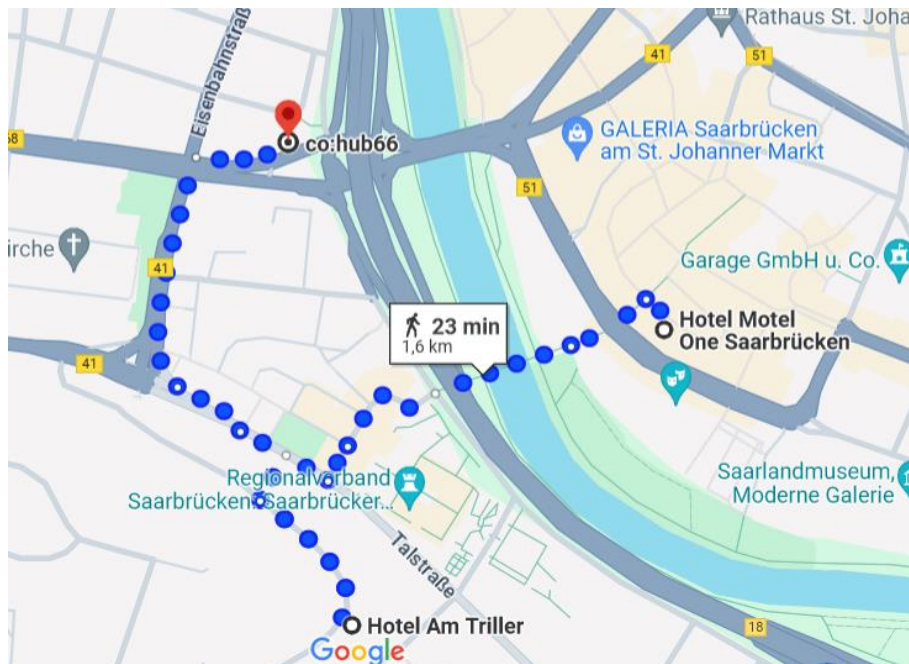 Rathaus St. Joha
Eisenbahnstraß
41
51
68
co:hub66
GALERIA Saarbrücken
am St. Johanner Markt
51
irche
41
Garage GmbH u. Co.
23 min
1,6 km
Hotel Motel
One Saarbrücken
41
Regionalverband
Saarbrücken, Saarbrücker...
Saarlandmuseum,
Moderne Galerie
Talstraße
Hotel Am Triller
18
Google